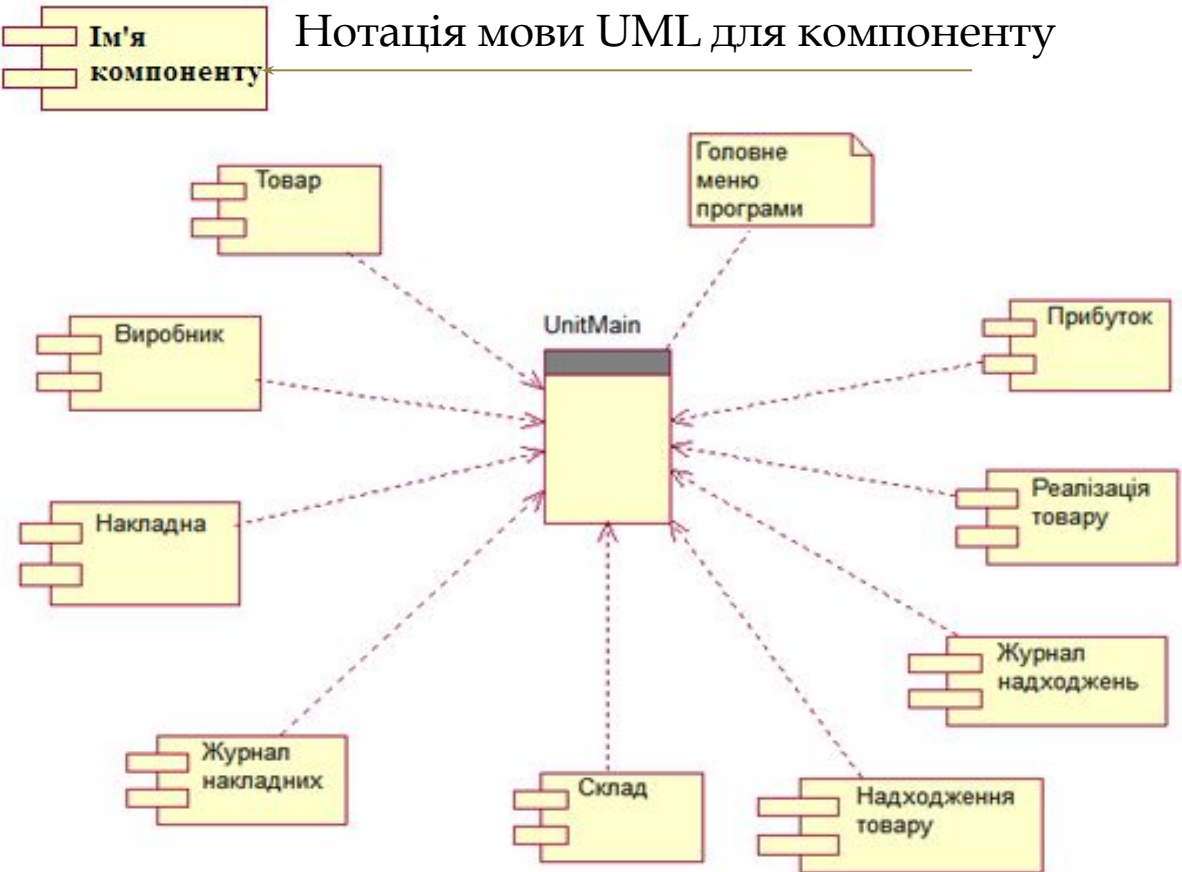 Ім'я
компоненту
Нотація мови UML для компоненту
Товар
Головне
меню
програми
UnitMain
Виробник
Прибуток
Накладна
Реалізація
товару
Журнал
надходжень
Журнал
накладних
Склад
Надходження
товару